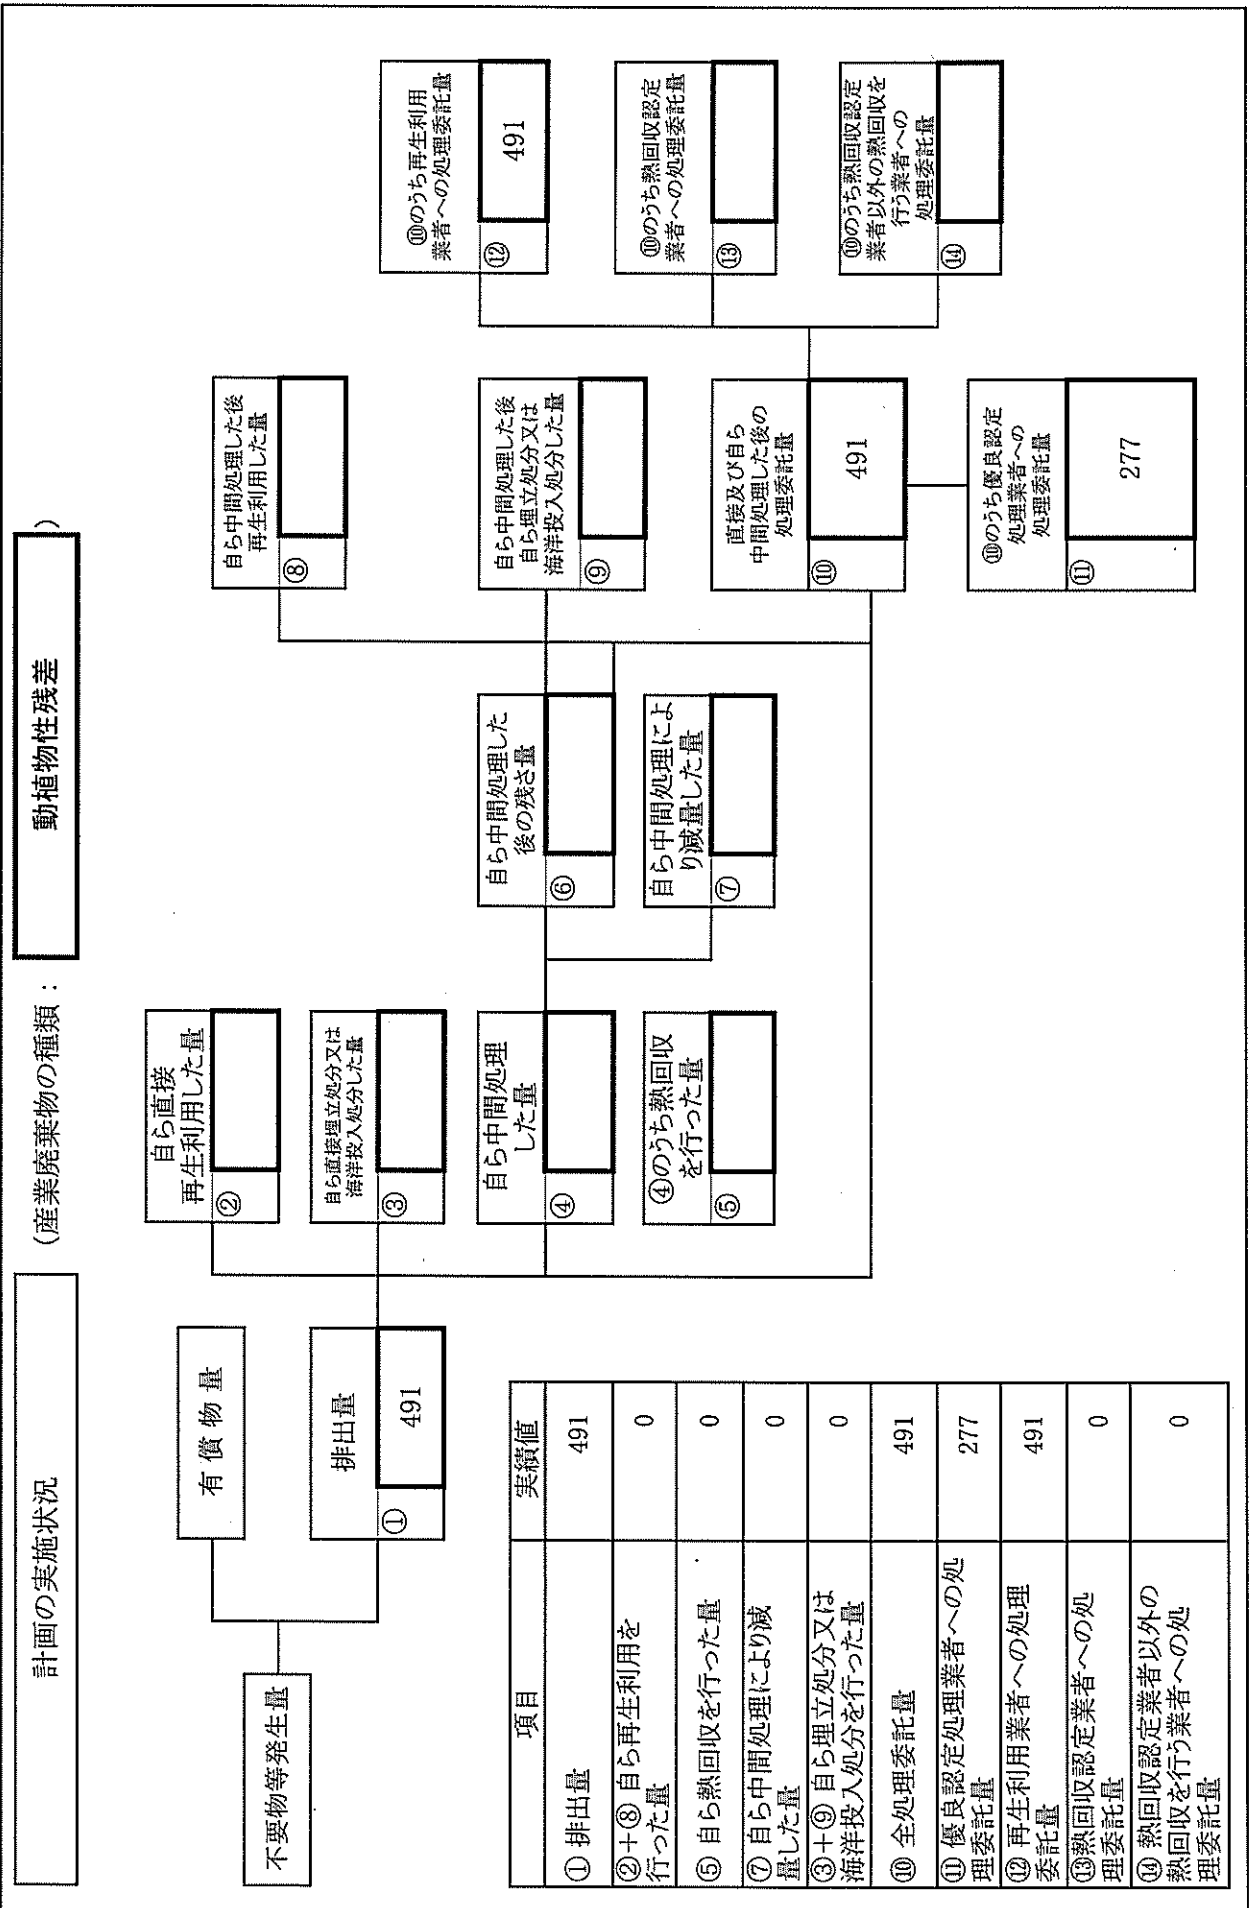 計画の実施状況
(産業廃棄物の種類：
動植物性残差
)
不要物等発生量
有 償 物 量
排出量
①
491
自ら直接
再生利用した量
②
自ら直接埋立処分又は
海洋投入処分した量
③
自ら中間処理
した量
④
④のうち熱回収
を行った量
⑤
自ら中間処理した
後の残さ量
⑥
自ら中間処理によ
り減量した量
⑦
自ら中間処理した後
再生利用した量
⑧
自ら中間処理した後
自ら埋立処分又は
海洋投入処分した量
⑨
直接及び自ら
中間処理した後の
処理委託量
⑩
491
⑩のうち優良認定
処理業者への
処理委託量
⑪
277
⑩のうち再生利用
業者への処理委託量
⑫
491
⑩のうち熱回収認定
業者への処理委託量
⑬
⑩のうち熱回収認定
業者以外の熱回収を
行う業者への
処理委託量
⑭
項目
実績値
① 排出量
491
②＋⑧ 自ら再生利用を
行った量
0
⑤ 自ら熱回収を行った量
0
⑦ 自ら中間処理により減
量した量
0
③＋⑨ 自ら埋立処分又は
海洋投入処分を行った量
0
⑩ 全処理委託量
491
⑪ 優良認定処理業者への処
理委託量
277
⑫ 再生利用業者への処理
委託量
491
⑬熱回収認定業者への処
理委託量
0
⑭ 熱回収認定業者以外の
熱回収を行う業者への処
理委託量
0